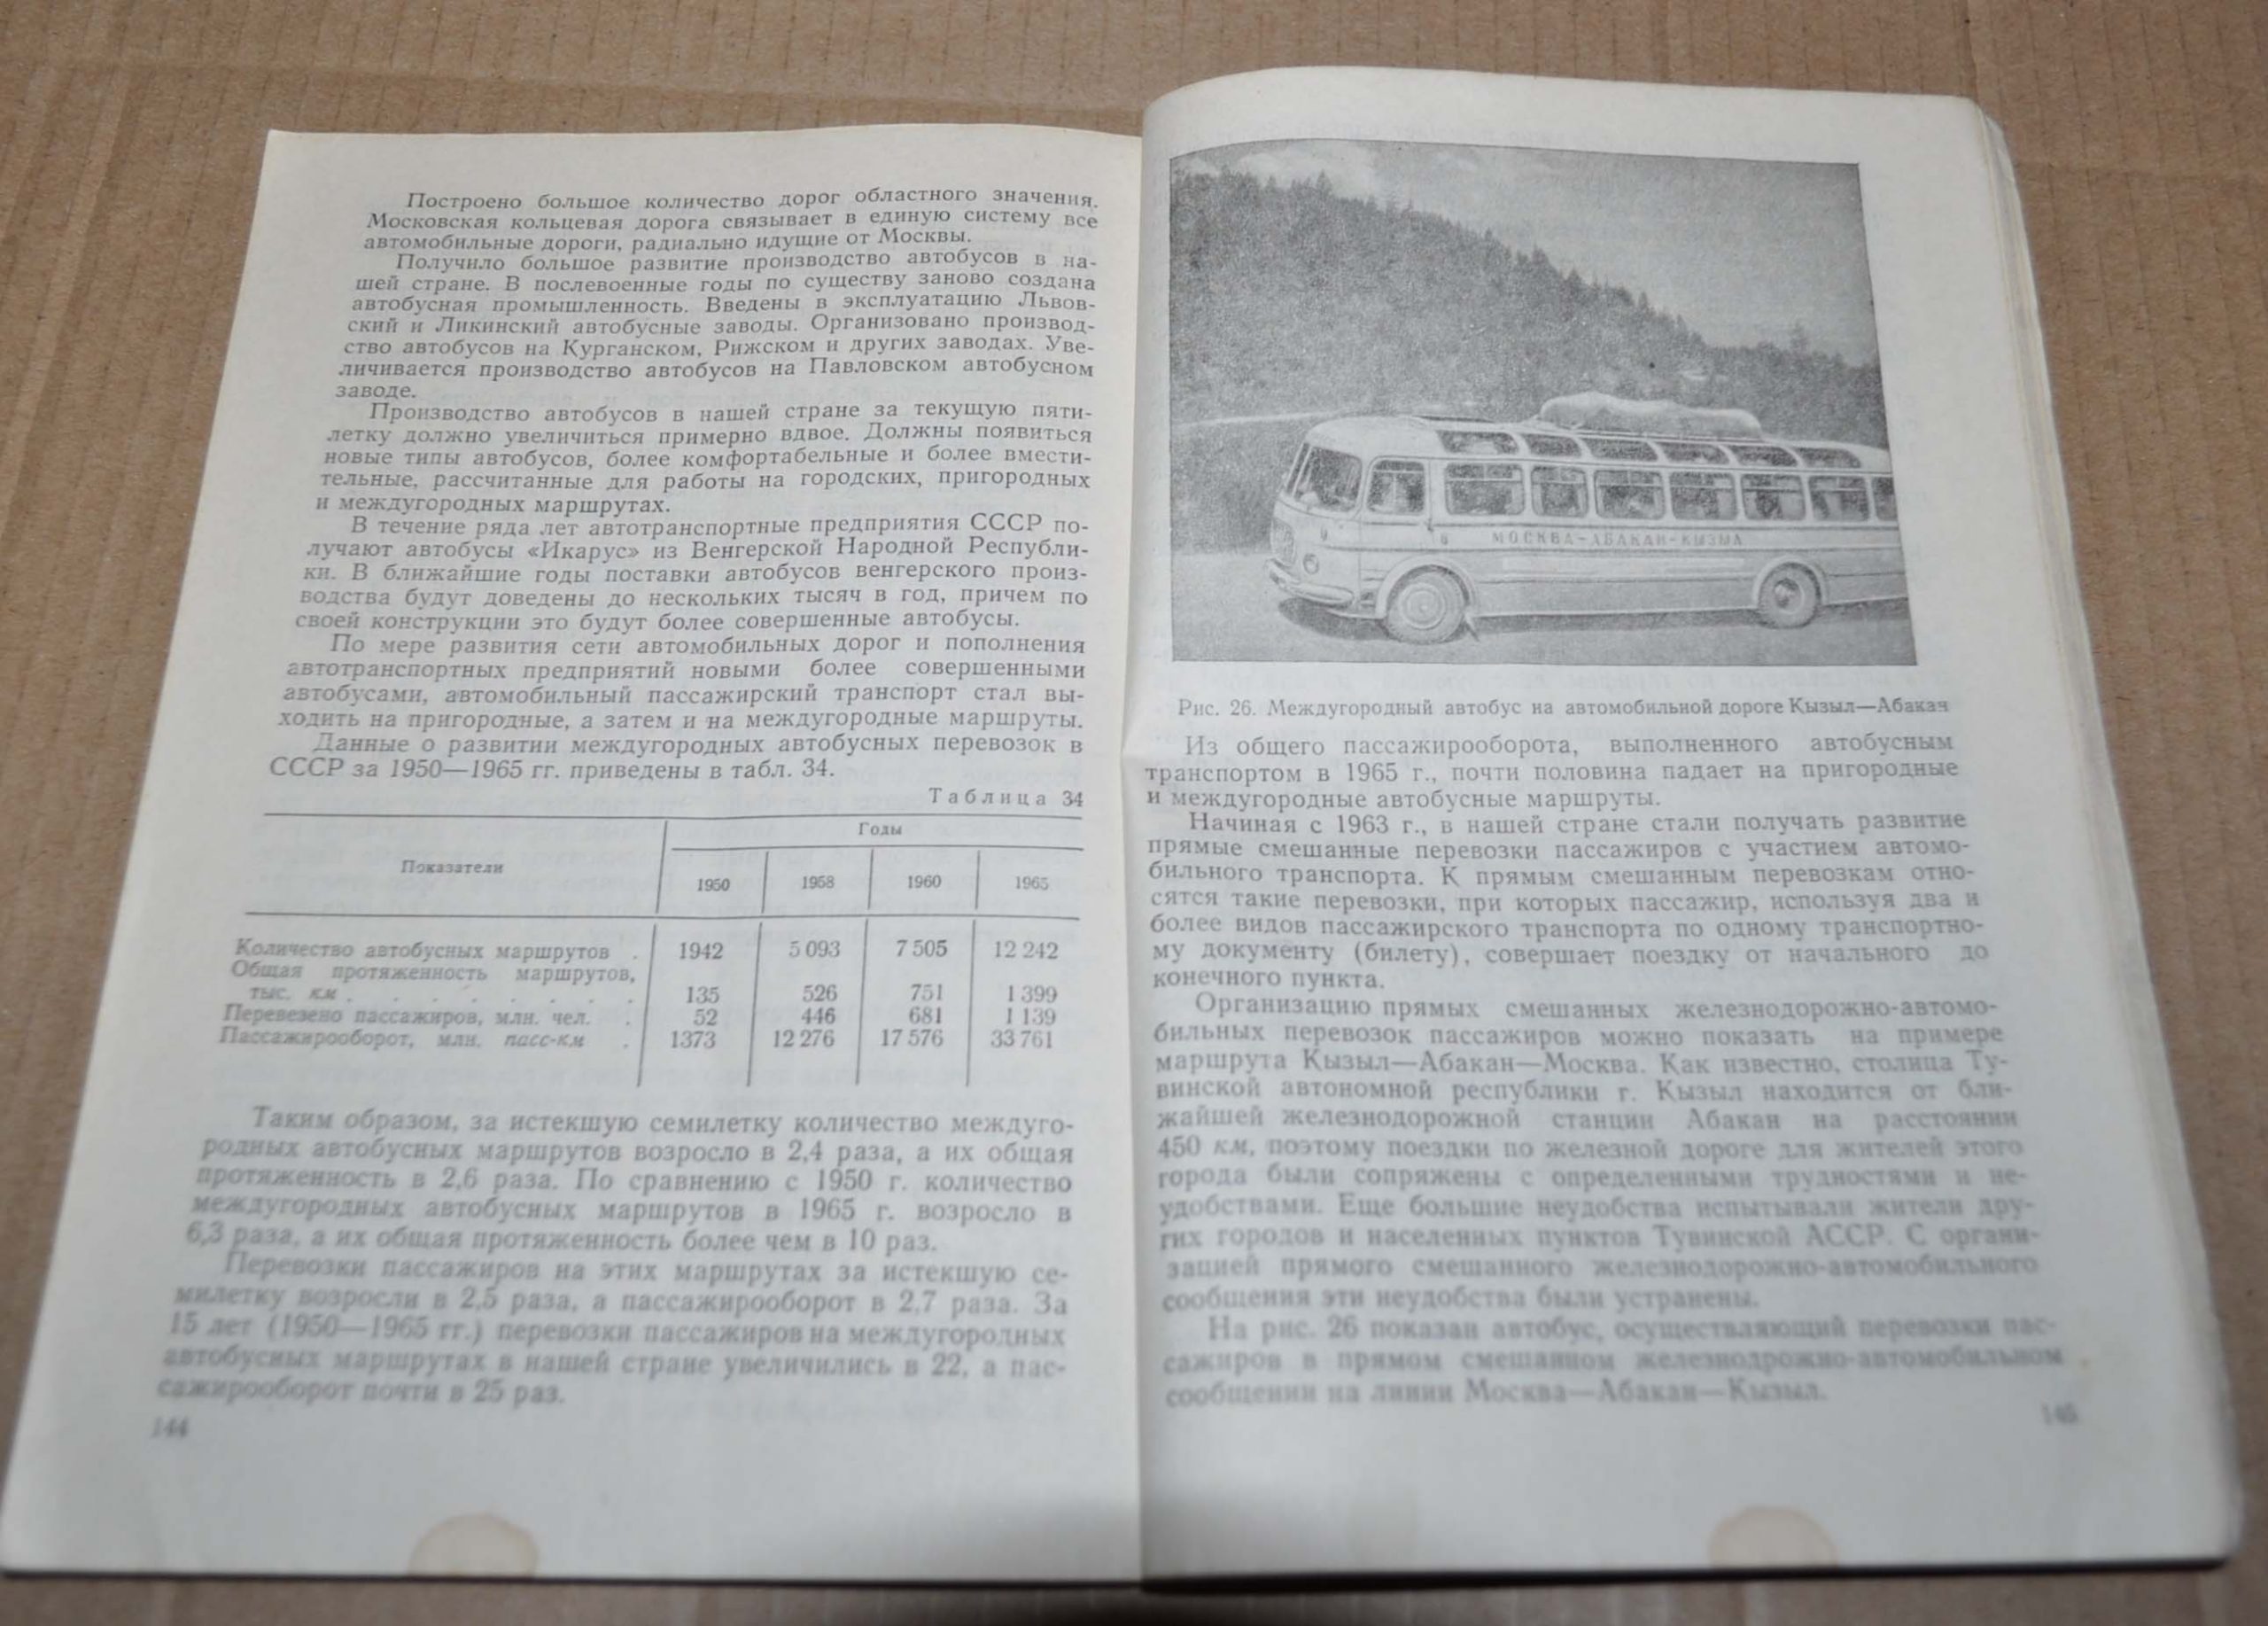 Построено большое количество дорог областного значения.
Московская кольцевая дорога связывает в единую систему все
автомобильные дороги, радиально идущие от Москвы.
Получило большое развитие производство автобусов в на-
шей стране. В послевоенные годы по существу заново создана
автобусная промышленность. Введены в эксплуатацию Львов-
ский и Ликинский автобусные заводы. Организовано производ-
ство автобусов на Курганском, Рижском и других заводах. Уве-
личивается производство автобусов на Павловском автобусном
заводе.
Производство автобусов в нашей стране за текущую пяти-
летку должно увеличиться примерно вдвое. Должны появиться
новые типы автобусов, более комфортабельные и более вмести-
тельные, рассчитанные для работы на городских, пригородных
и междугородных маршрутах.
В течение ряда лет автотранспортные предприятия СССР по-
лучают автобусы «Икарус» из Венгерской Народной Республи-
ки. В ближайшие годы поставки автобусов венгерского произ-
водства будут доведены до нескольких тысяч в год, причем по
своей конструкции это будут более совершенные автобусы.
По мере развития сети автомобильных дорог и пополнения
автотранспортных предприятий новыми более совершенными
автобусами, автомобильный пассажирский транспорт стал вы-
ходить на пригородные, а затем и на междугородные маршруты.
Данные о развитии междугородных автобусных перевозок в
СССР за 1950—1965 гг. приведены в табл. 34.
Таблица 34
Показатели
Годы
1950 1958 1960 1965
Количество автобусных маршрутов . 1942 5 093 7 505 12 242
Общая протяженность маршрутов,
тыс. км . . . . . . . . 135 526 751 1 399
Перевезено пассажиров, млн. чел. . 52 446 681 1 139
Пассажирооборот, млн. пасс-км . 1373 12 276 17 576 33 761
Таким образом, за истекшую семилетку количество междуго-
родных автобусных маршрутов возросло в 2,4 раза, а их общая
протяженность в 2,6 раза. По сравнению с 1950 г. количество
междугородных автобусных маршрутов в 1965 г. возросло в
6,3 раза, а их общая протяженность более чем в 10 раз.
Перевозки пассажиров на этих маршрутах за истекшую се-
милетку возросли в 2,5 раза, а пассажирооборот в 2,7 раза. За
15 лет (1950—1965 гг.) перевозки пассажиров на междугородных
автобусных маршрутах в нашей стране увеличились в 22, а пас-
сажирооборот почти в 25 раз.
144
МОСКВА-АБАКАН-КЫЗЫЛ
Рис. 26. Междугородный автобус на автомобильной дороге Кызыл—Абакан
Из общего пассажирооборота, выполненного автобусным
транспортом в 1965 г., почти половина падает на пригородные
и междугородные автобусные маршруты.
Начиная с 1963 г., в нашей стране стали получать развитие
прямые смешанные перевозки пассажиров с участием автомо-
бильного транспорта. К прямым смешанным перевозкам отно-
сятся такие перевозки, при которых пассажир, используя два и
более видов пассажирского транспорта по одному транспортно-
му документу (билету), совершает поездку от начального до
конечного пункта.
Организацию прямых смешанных железнодорожно-автомо-
бильных перевозок пассажиров можно показать на примере
маршрута Кызыл—Абакан—Москва. Как известно, столица Ту-
винской автономной республики г. Кызыл находится от бли-
жайшей железнодорожной станции Абакан на расстоянии
450 км, поэтому поездки по железной дороге для жителей этого
города были сопряжены с определенными трудностями и не-
удобствами. Еще большие неудобства испытывали жители дру-
гих городов и населенных пунктов Тувинской АССР. С органи-
зацией прямого смешанного железнодорожно-автомобильного
сообщения эти неудобства были устранены.
На рис. 26 показан автобус, осуществляющий перевозки пас-
сажиров в прямом смешанном железнодрожно-автомобильном
сообщении на линии Москва—Абакан—Кызыл.
145